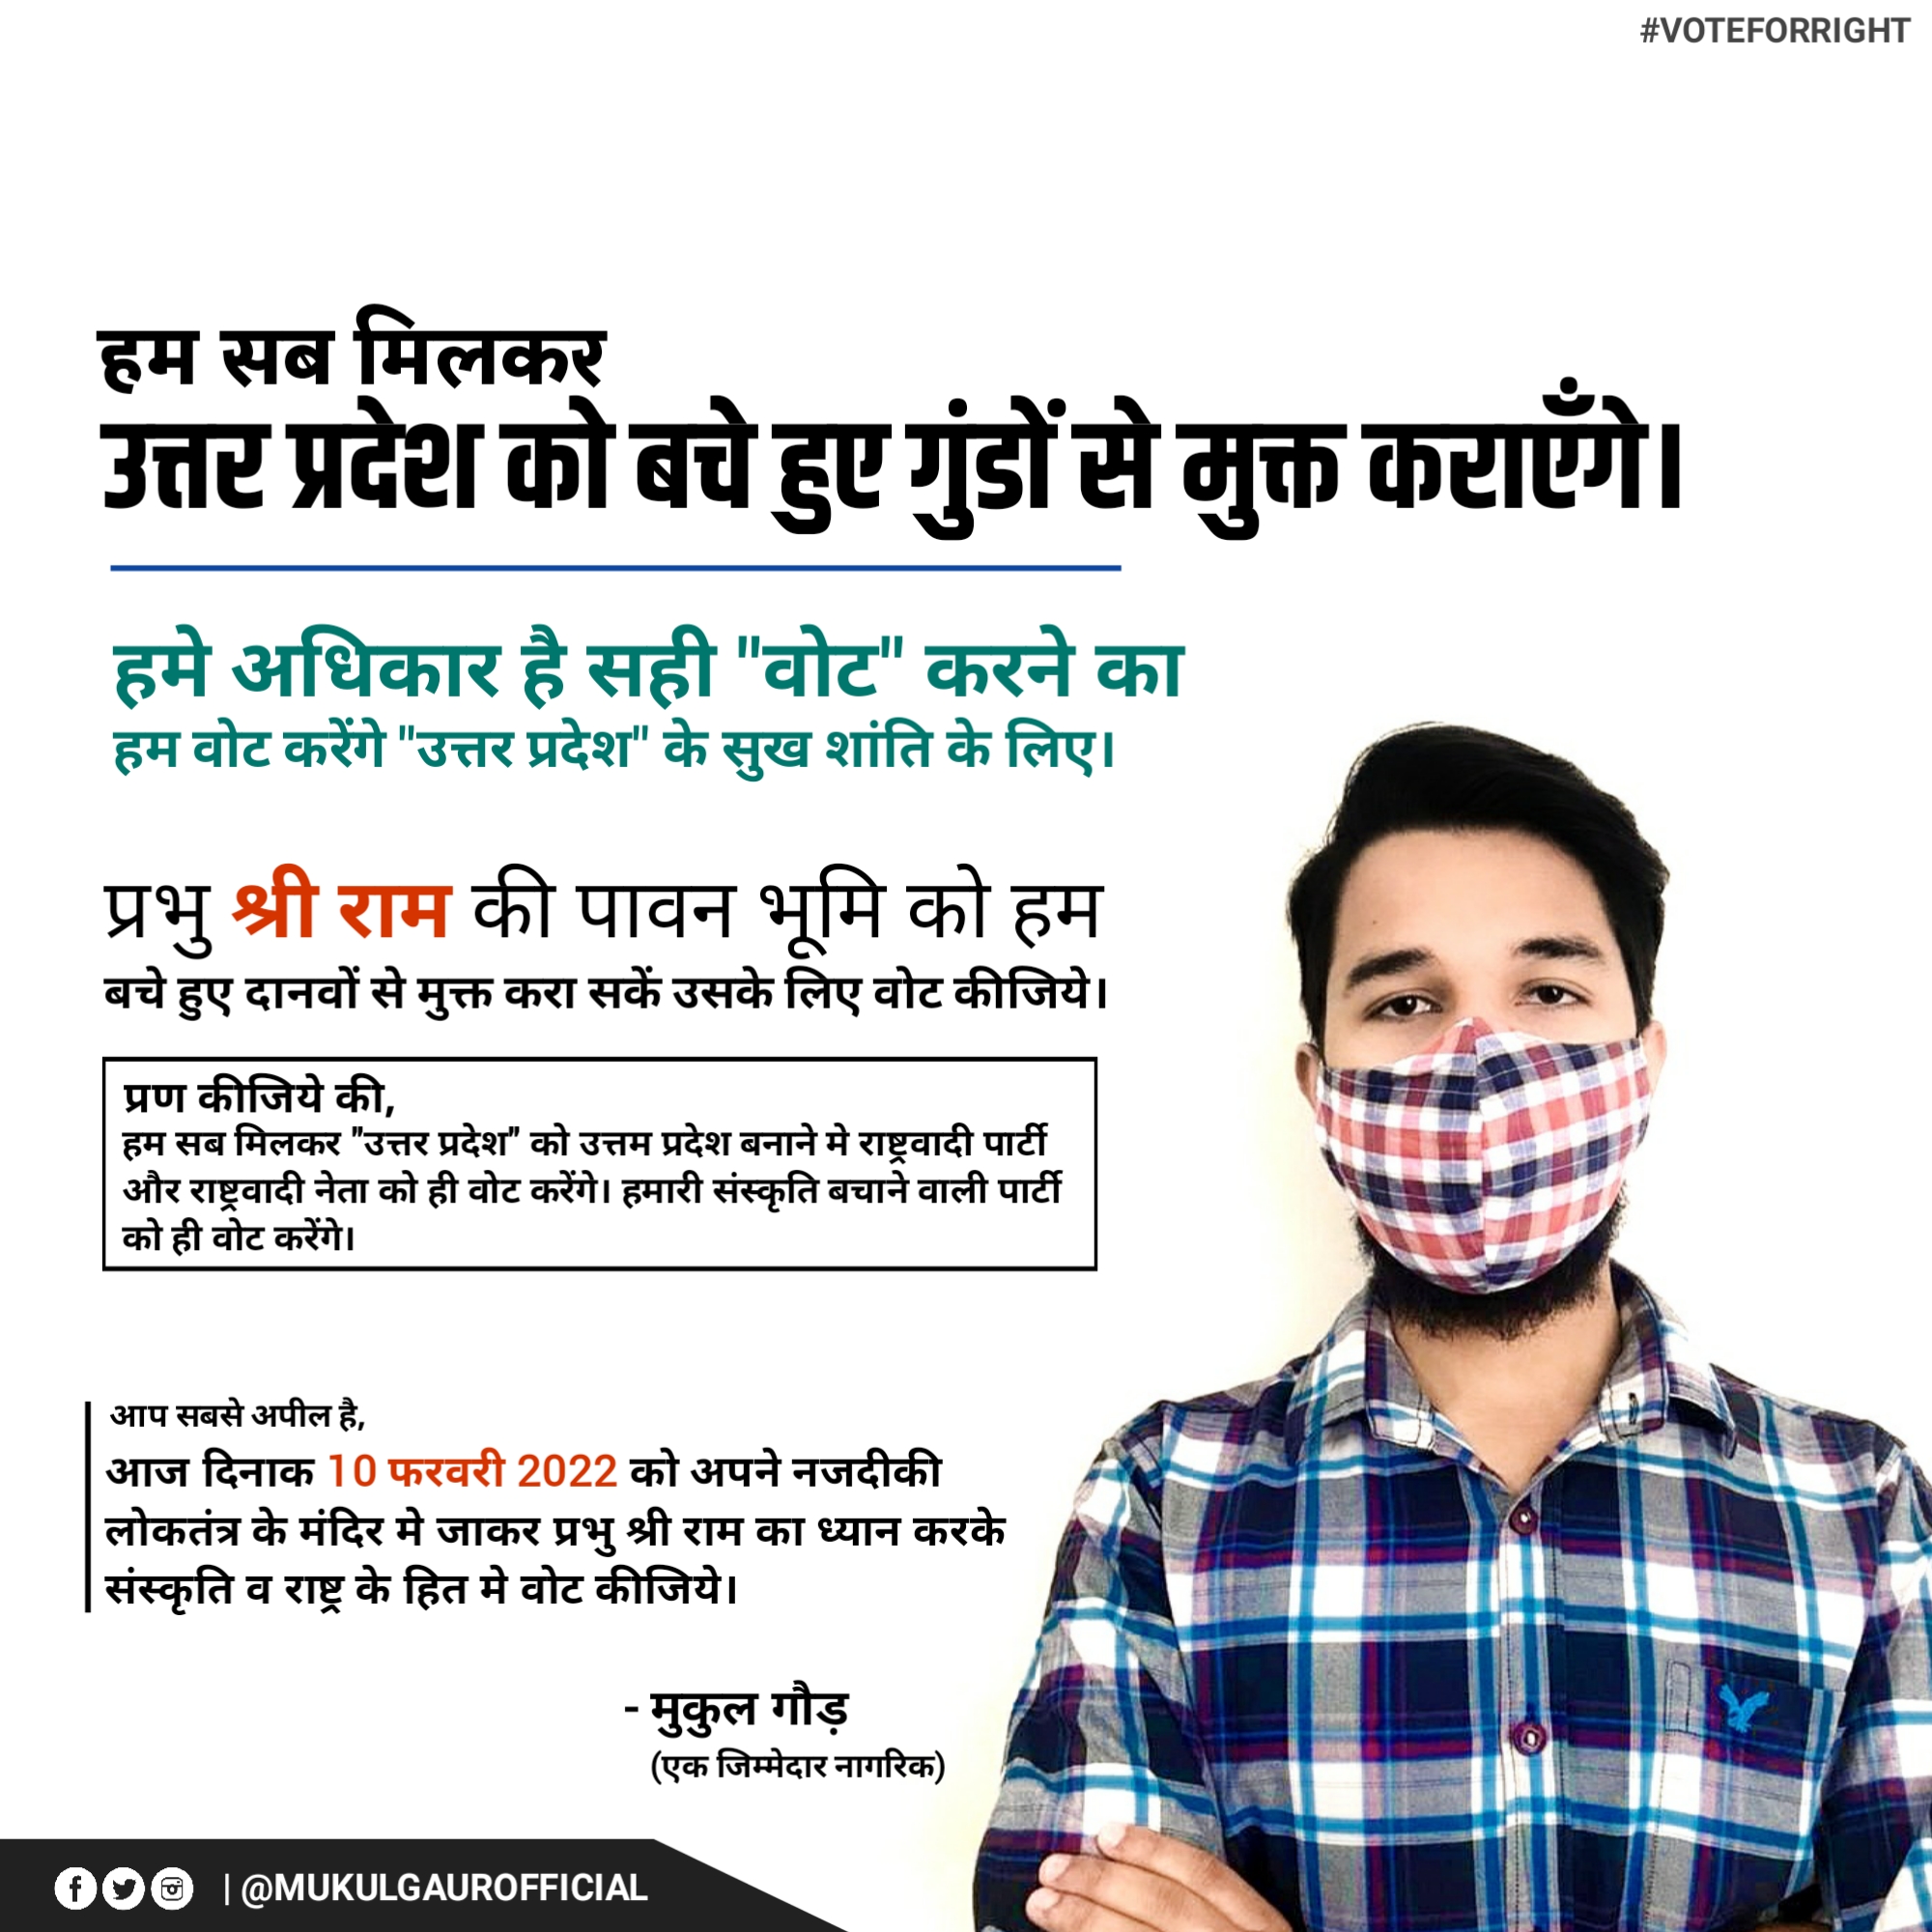 #VOTEFORRIGHT
हम सब मिलकर
उत्तर प्रदेश को बचे हुए गुंडों से मुक्त कराएँगे।
हमे अधिकार है सही "वोट" करने का
हम वोट करेंगे "उत्तर प्रदेश" के सुख शांति के लिए।
प्रभु श्री राम की पावन भूमि को हम
बचे हुए दानवों से मुक्त करा सकें उसके लिए वोट कीजिये।
प्रण कीजिये की,
हम सब मिलकर "उत्तर प्रदेश" को उत्तम प्रदेश बनाने मे राष्ट्रवादी पार्टी
और राष्ट्रवादी नेता को ही वोट करेंगे। हमारी संस्कृति बचाने वाली पार्टी
को ही वोट करेंगे।
आप सबसे अपील है,
आज दिनाक 10 फरवरी 2022 को अपने नजदीकी
लोकतंत्र के मंदिर मे जाकर प्रभु श्री राम का ध्यान करके
संस्कृति व राष्ट्र के हित मे वोट कीजिये।
- मुकुल गौड़
(एक जिम्मेदार नागरिक)
| @MUKULGAUROFFICIAL